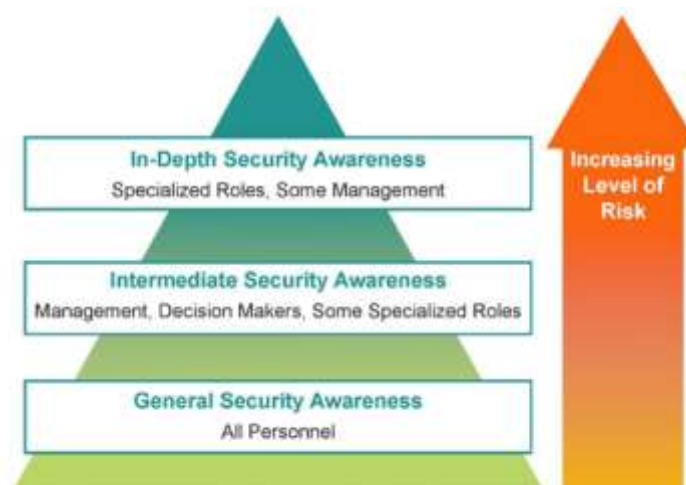 In-Depth Security Awareness
Specialized Roles, Some Management
Intermediate Security Awareness
Management, Decision Makers, Some Specialized Roles
General Security Awareness
All Personnel
Increasing
Level of
Risk